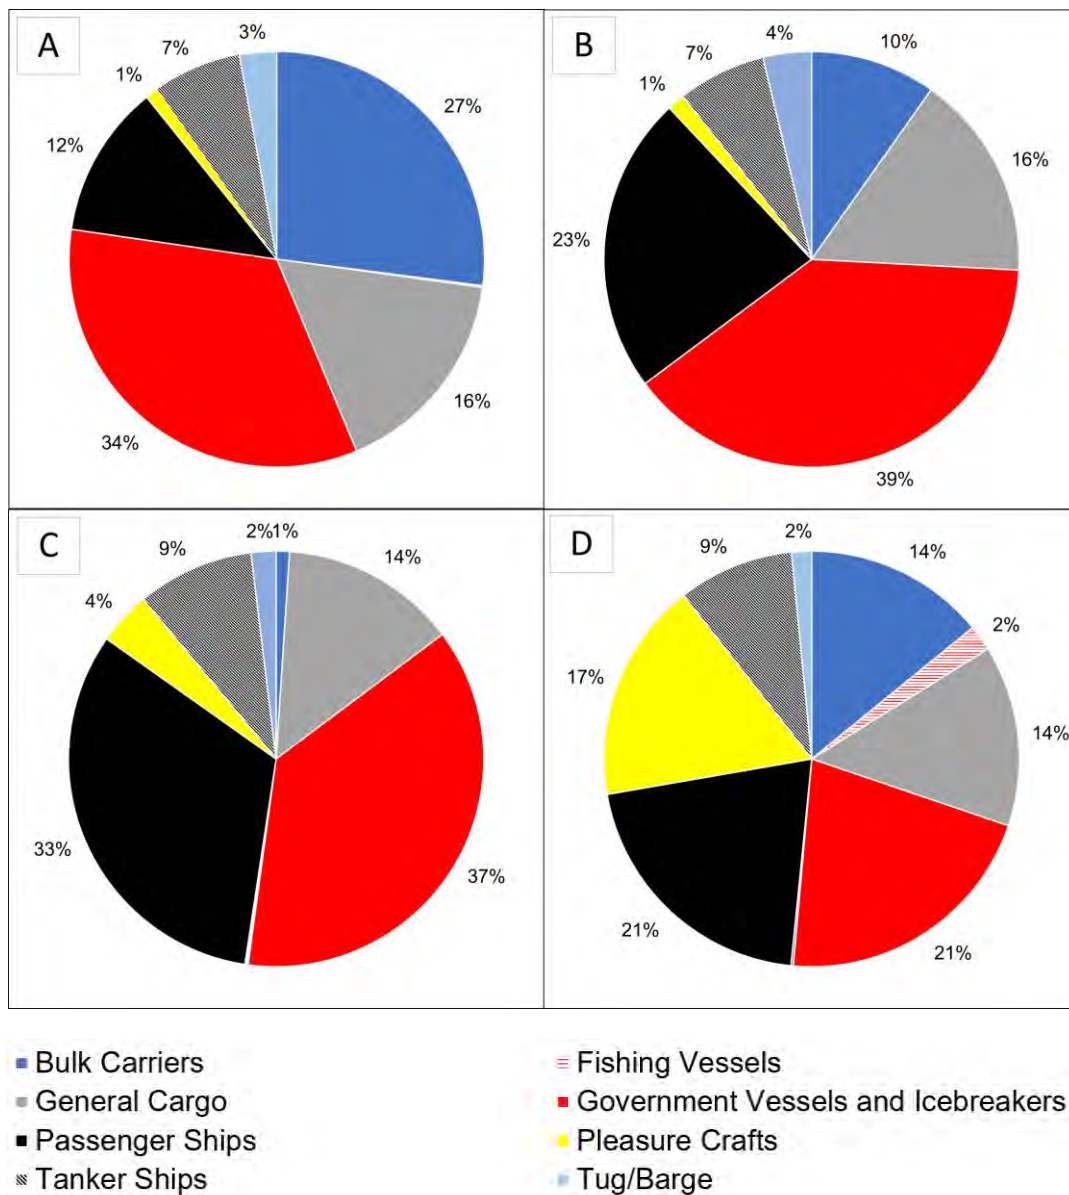 A
3%
7%
1%
12%
27%
16%
34%
B
4%
7%
1%
10%
16%
23%
39%
C
2%
1%
9%
4%
14%
33%
37%
D
2%
9%
14%
2%
17%
14%
21%
21%
Bulk Carriers
General Cargo
Passenger Ships
Tanker Ships
Fishing Vessels
Government Vessels and Icebreakers
Pleasure Crafts
Tug/Barge